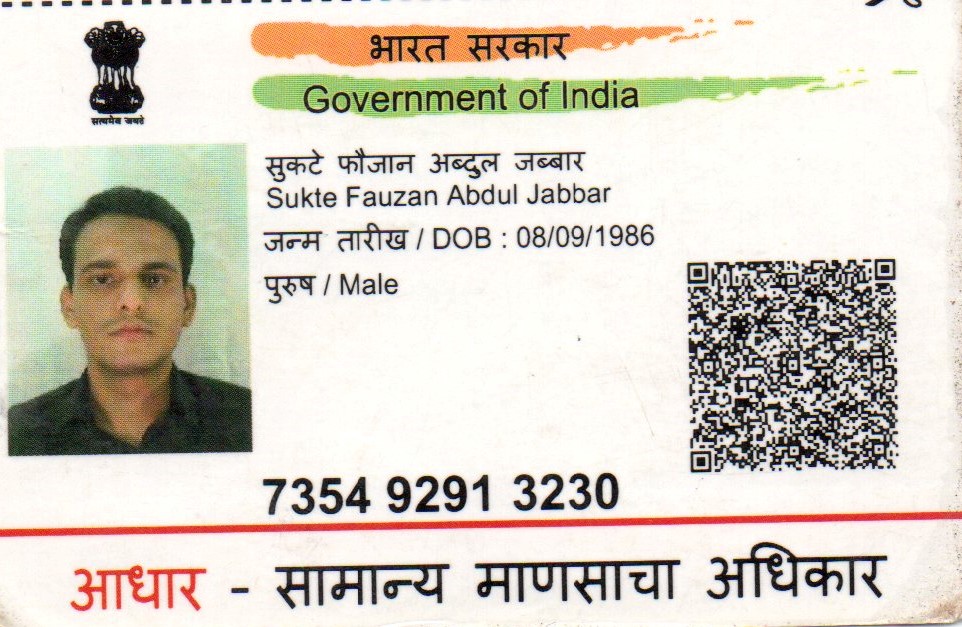 भारत सरकार
Government of India
सत्यमेव जयते
सुकटे फौजान अब्दुल जब्बार
Sukte Fauzan Abdul Jabbar
जन्म तारीख / DOB : 08/09/1986
पुरुष / Male
7354 9291 3230
आधार - सामान्य माणसाचा अधिकार